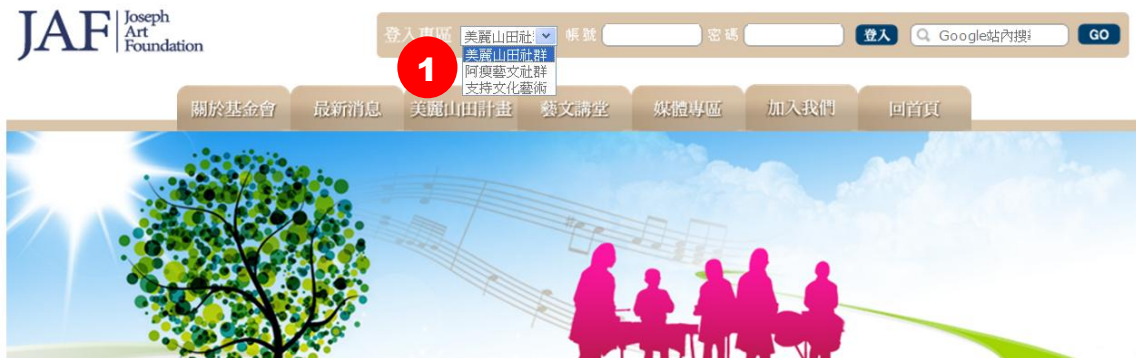 JAF Joseph
Art
Foundation
登入專區 美麗山田社 帳號 密碼 登入 Google站內搜 GO
美麗山田社群
阿瘦藝文社群
支持文化藝術
1
關於基金會 最新消息 美麗山田計畫 藝文講堂 媒體專區 加入我們 回首頁